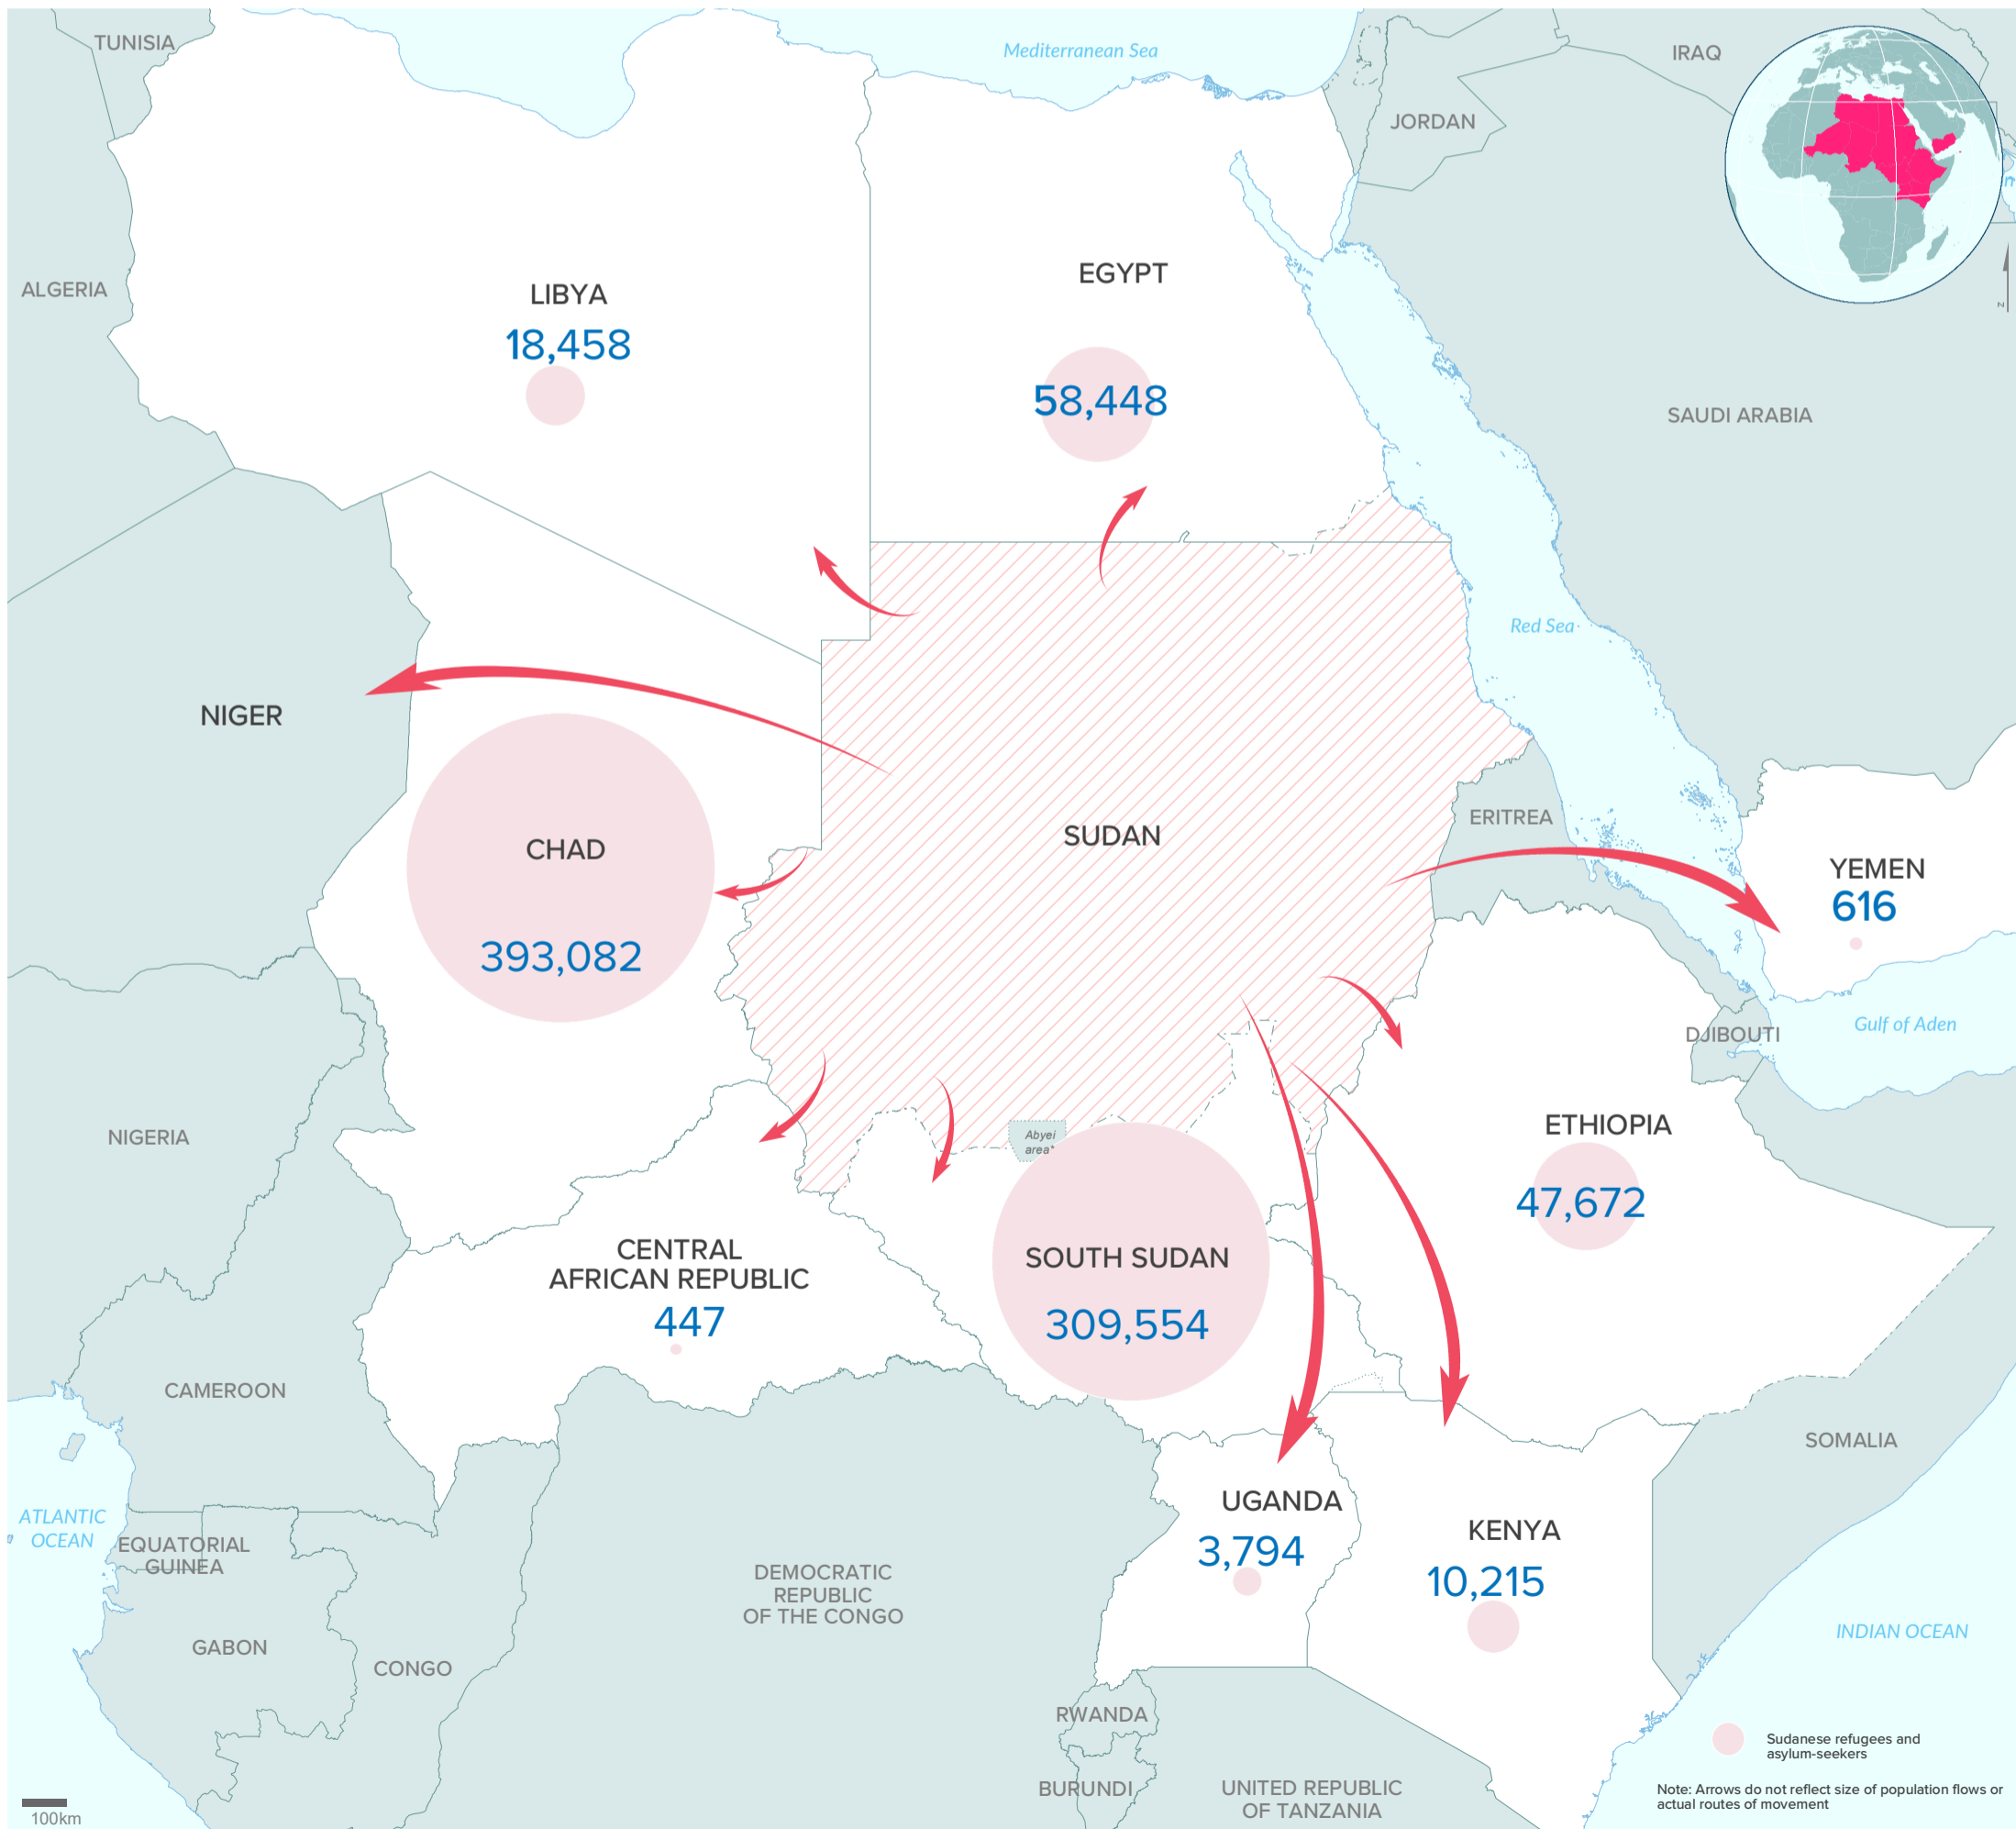 TUNISIA
Mediterranean Sea
IRAQ
JORDAN
EGYPT
ALGERIA
LIBYA
18,458
58,448
SAUDI ARABIA
N
Red Sea
NIGER
CHAD
393,082
SUDAN
ERITREA
YEMEN
616
Gulf of Aden
DJIBOUTI
ETHIOPIA
47,672
NIGERIA
Abyei
area*
CENTRAL
AFRICAN REPUBLIC
447
SOUTH SUDAN
309,554
CAMEROON
SOMALIA
ATLANTIC
OCEAN
EQUATORIAL
GUINEA
UGANDA
3,794
KENYA
10,215
DEMOCRATIC
REPUBLIC
OF THE CONGO
GABON
CONGO
INDIAN OCEAN
RWANDA
BURUNDI
UNITED REPUBLIC
OF TANZANIA
Sudanese refugees and
asylum-seekers
Note: Arrows do not reflect size of population flows or
actual routes of movement
100km